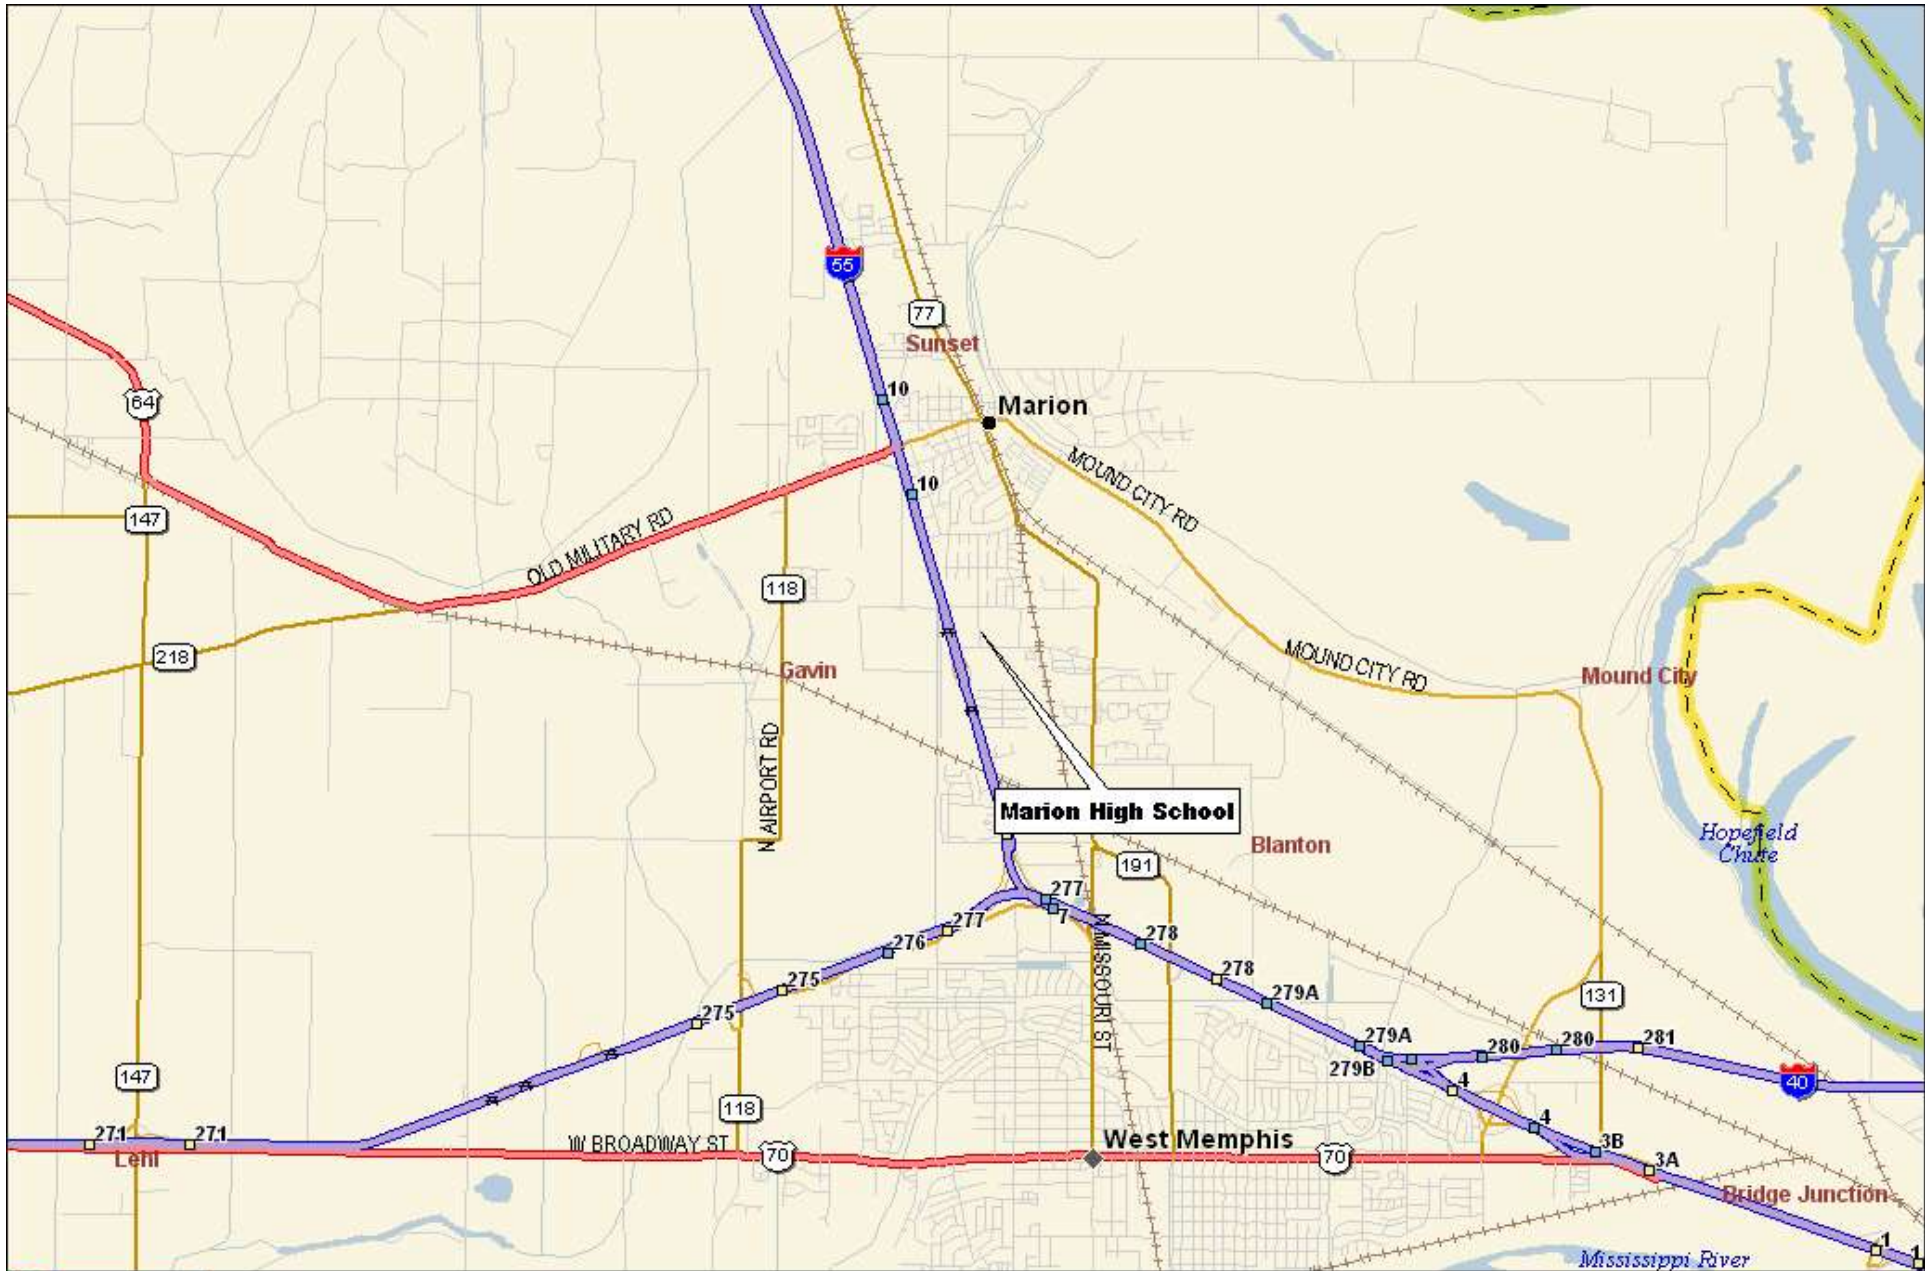 55
77
Sunset
10
Marion
64
MOUND CITY RD
10
147
OLD MILITARY RD
118
218
Gavin
MOUND CITY RD
Mound City
N AIRPORT RD
Marion High School
Hopefield
Chute
Blanton
191
277
277
7
276
278
N MISSOURI ST
275
278
279A
131
275
279A
280
280
281
279B
147
4
40
118
4
271
271
W BROADWAY ST
70
West Memphis
70
3B
Lehi
3A
Bridge Junction
1
1
Mississippi River